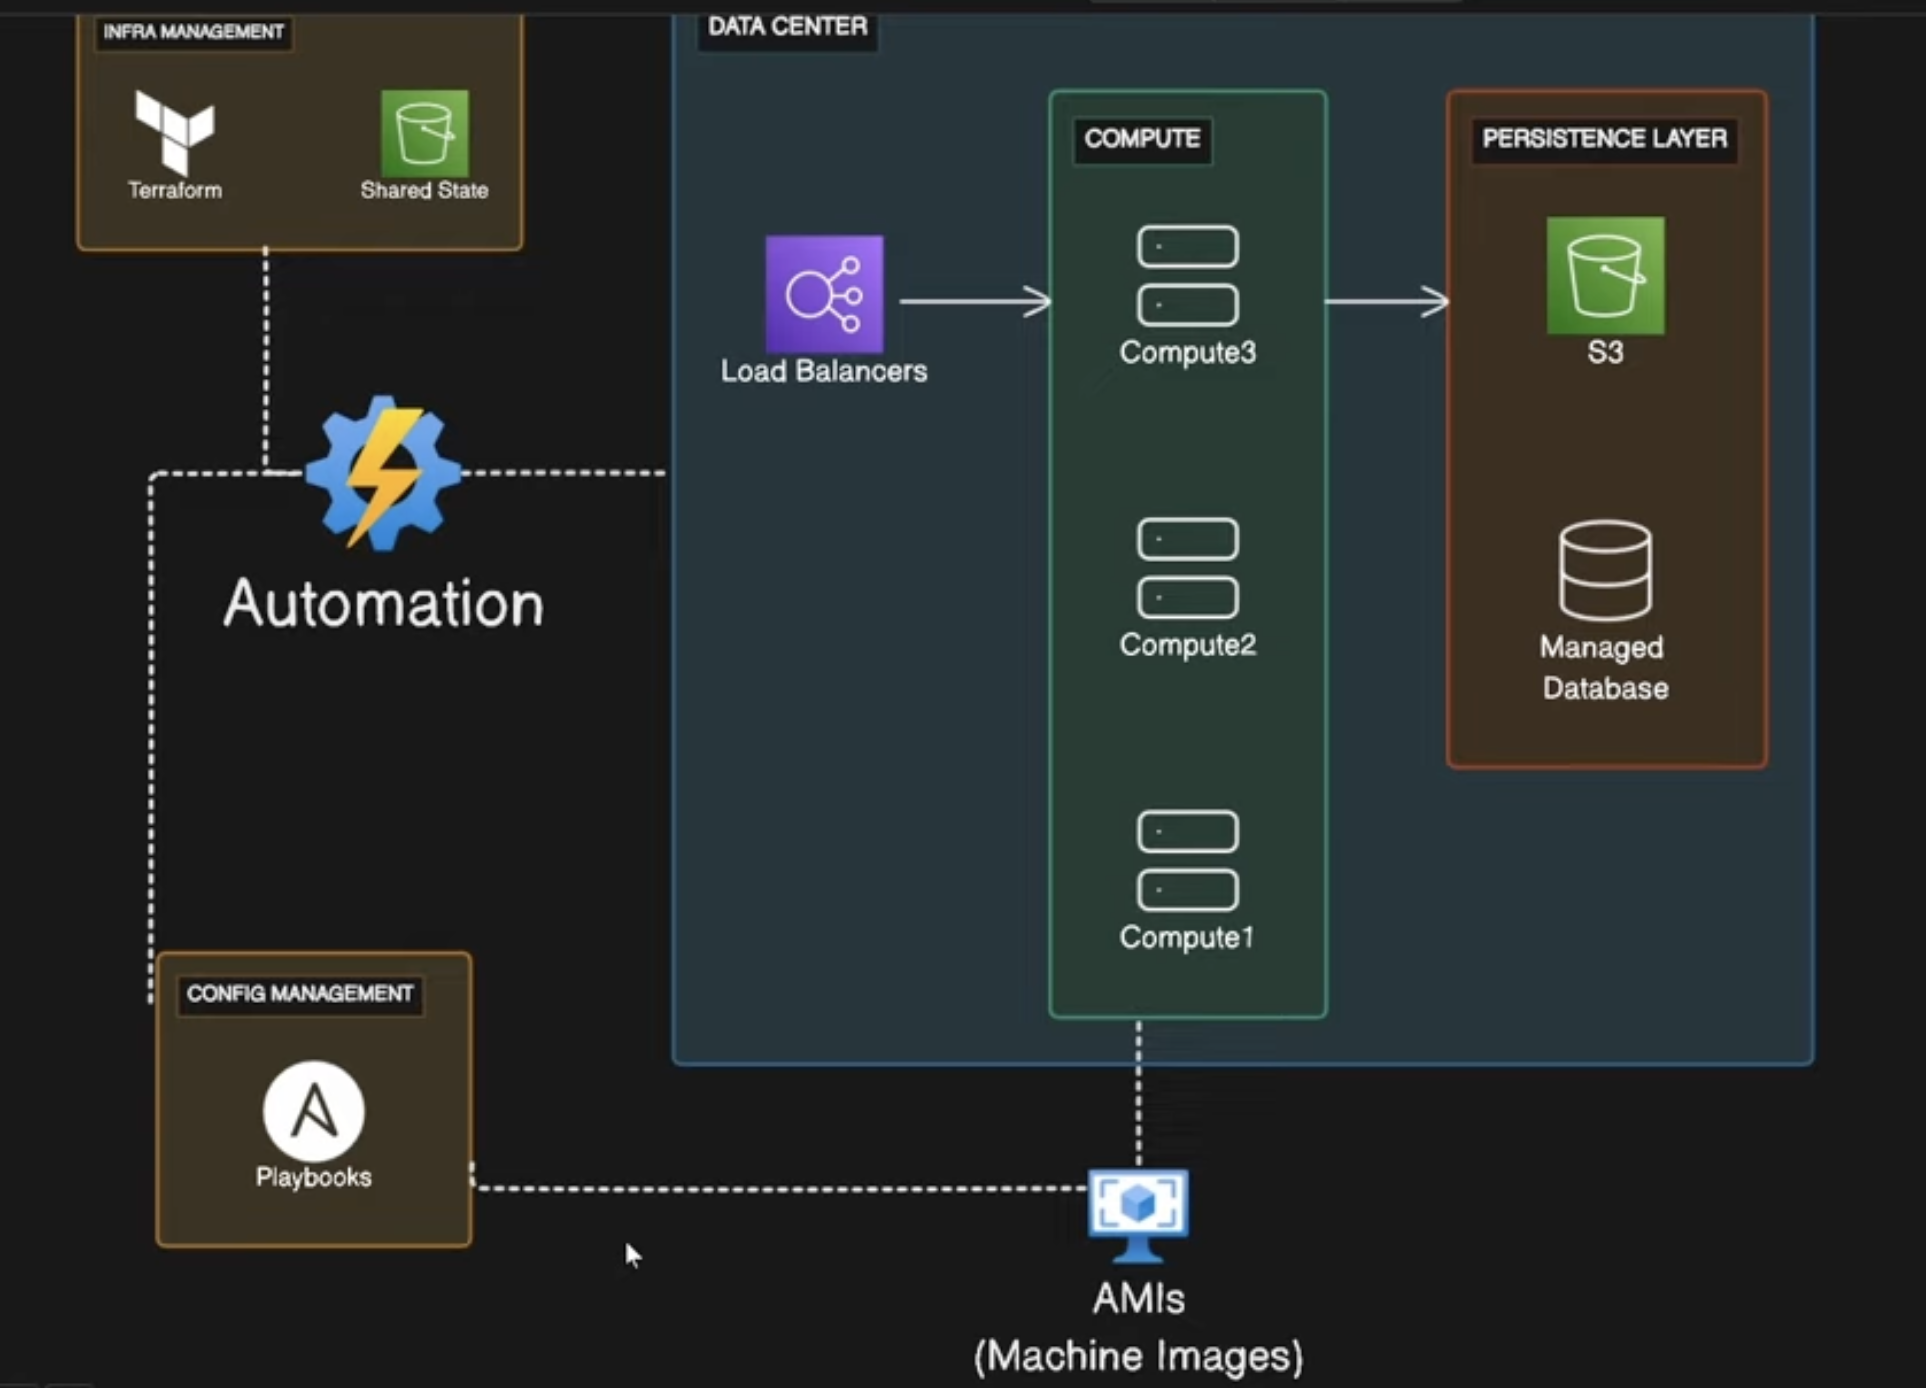 INFRA MANAGEMENT
Terraform
Shared State
Automation
CONFIG MANAGEMENT
Playbooks
DATA CENTER
Load Balancers
COMPUTE
Compute3
Compute2
Compute1
PERSISTENCE LAYER
S3
Managed
Database
AMIs
(Machine Images)